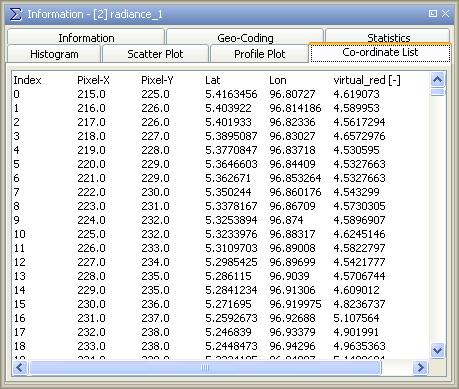 Information - [2] radiance_1
Information Geo-Coding Statistics
Histogram Scatter Plot Profile Plot Co-ordinate List
Index Pixel-X Pixel-Y Lat Lon virtual_red [-]
0 215.0 225.0 5.4163456 96.80727 4.619073
1 216.0 226.0 5.403922 96.814186 4.589953
2 217.0 226.0 5.401933 96.82336 4.5617294
3 218.0 227.0 5.3895087 96.83027 4.6572976
4 219.0 228.0 5.3770847 96.83718 4.530595
5 220.0 229.0 5.3646603 96.84409 4.5327663
6 221.0 229.0 5.362671 96.853264 4.5327663
7 222.0 230.0 5.350244 96.860176 4.543299
8 223.0 231.0 5.3378167 96.86709 4.5730305
9 224.0 232.0 5.3253894 96.874 4.5896907
10 225.0 232.0 5.3233976 96.88317 4.6245146
11 226.0 233.0 5.3109703 96.89008 4.5822797
12 227.0 234.0 5.2985425 96.89699 4.5421777
13 228.0 235.0 5.286115 96.9039 4.5706744
14 229.0 235.0 5.2841234 96.91306 4.609012
15 230.0 236.0 5.271695 96.919975 4.8236737
16 231.0 237.0 5.2592673 96.92688 5.107564
17 232.0 238.0 5.246839 96.93379 4.901991
18 233.0 238.0 5.2448473 96.94296 4.9635363